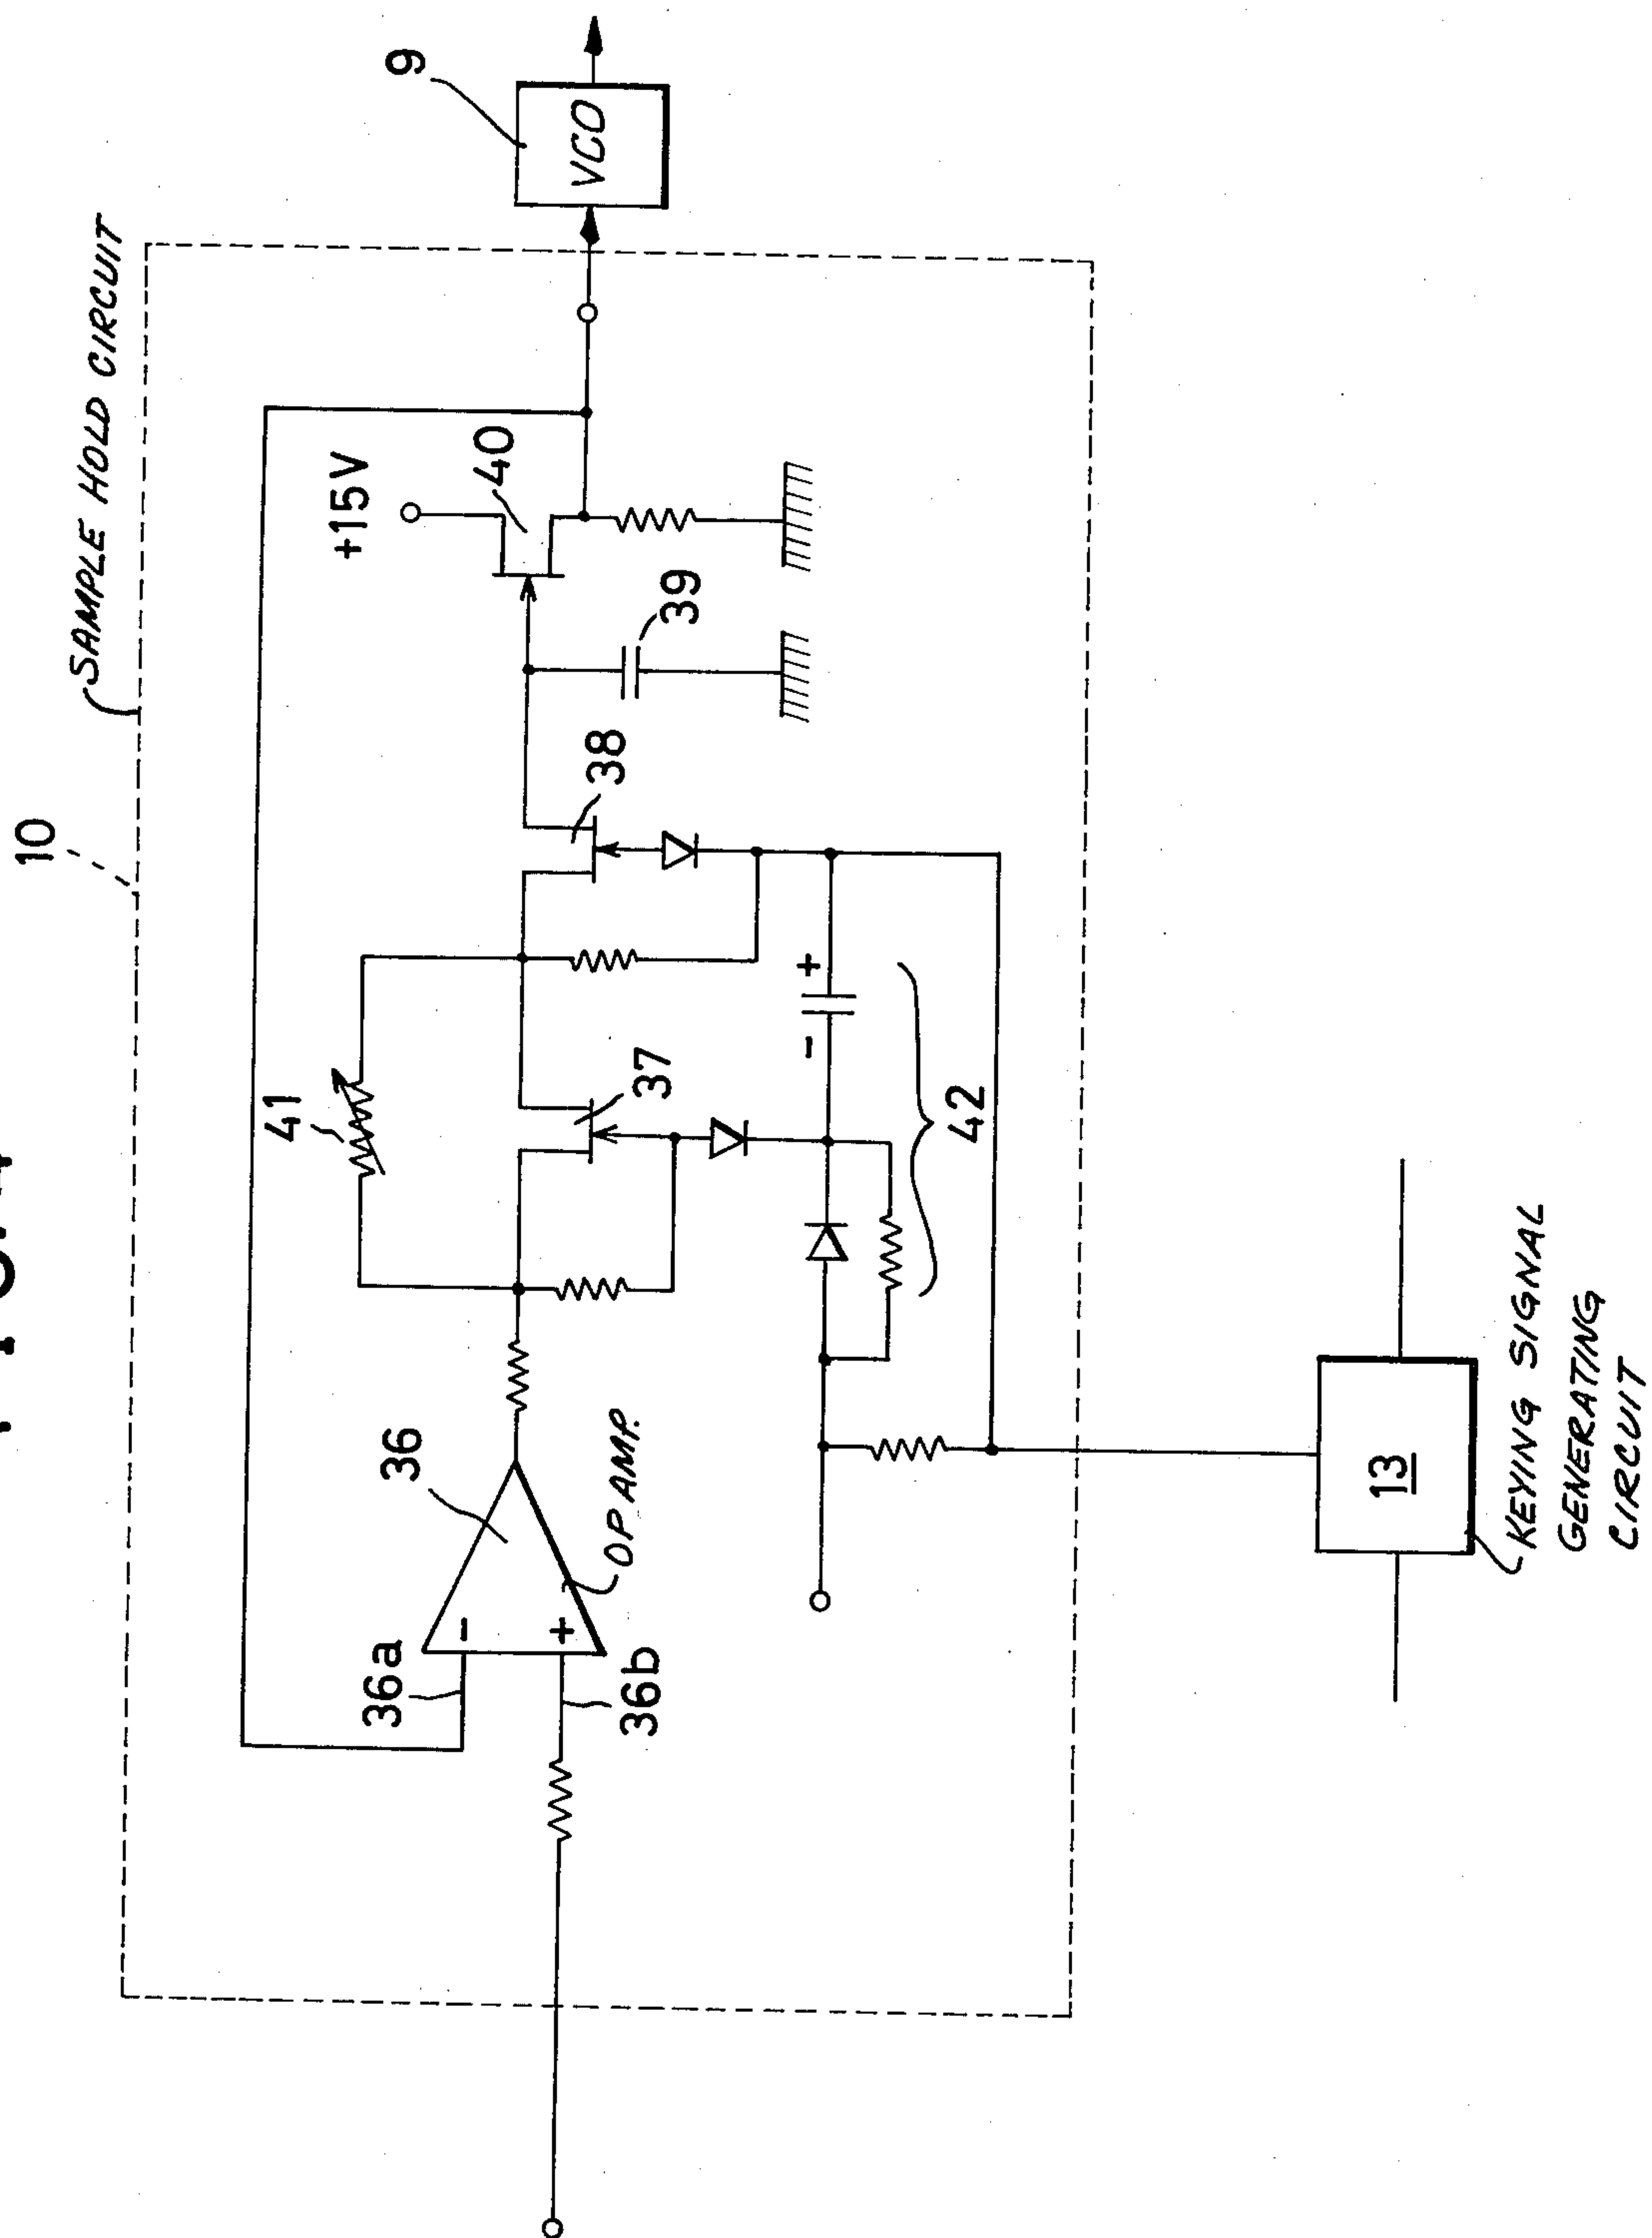 10
SAMPLE HOLD CIRCUIT
41
36
36a
-
+
36b
OP AMP.
37
38
+15V
40
39
9
VCO
- +
42
13
KEYING SIGNAL
GENERATING
CIRCUIT